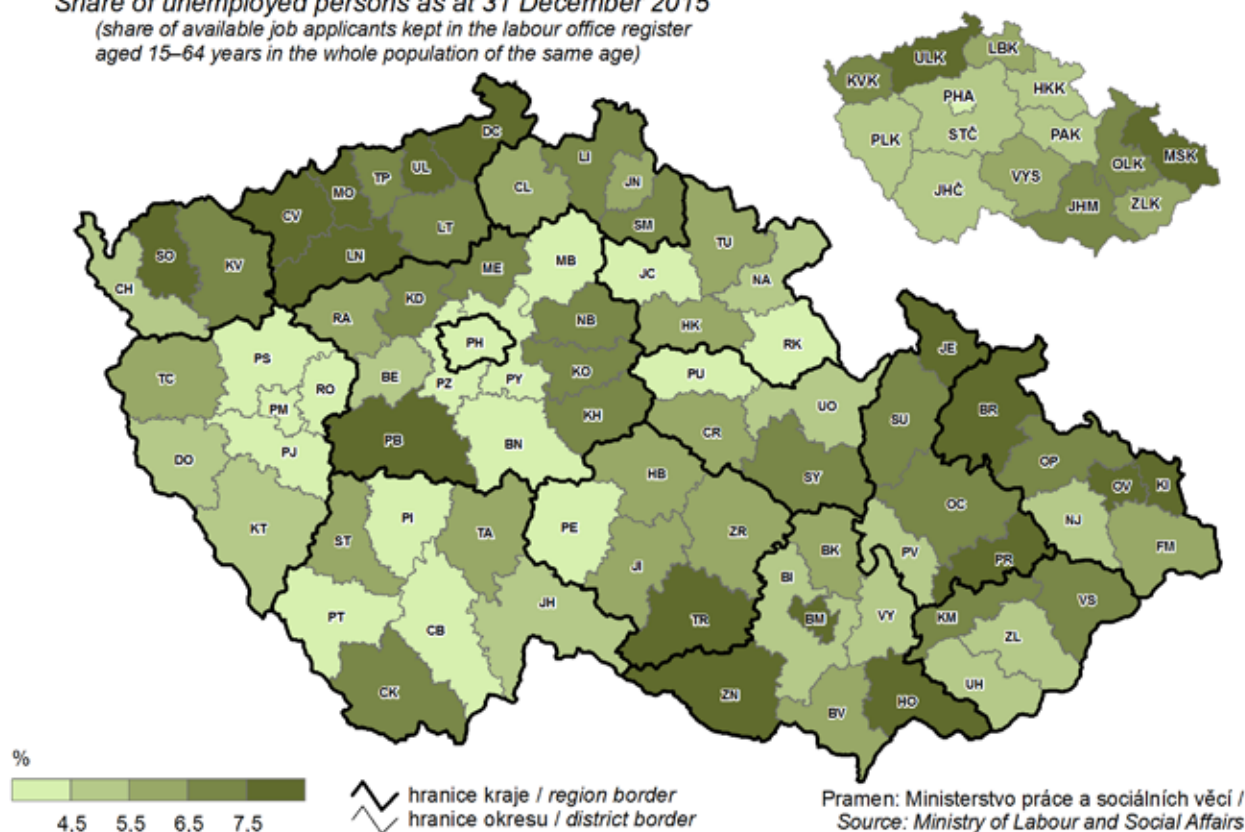 Share of unemployed persons as at 31 December 2015
(share of available job applicants kept in the labour office register
aged 15–64 years in the whole population of the same age)
ULK LBK
KVK
PHA HKK
PLK STČ PAK MSK
OLK
JHČ VYS JHM ZLK
DC
LI
UL
TP
MO CL JN
CV LT SM
LN TU
SO KV ME MB JC NA
CH
KD
RA NB HK
PH RK JE
PS KO PU
TC RO BE PZ PY
PM KH UO BR
CR SU
PB BN
DO PJ OP
HB SY OV KI
OC
KT PI TA PE ZR NJ
ST BK PV FM
JI PR
BI
JH VS
PT CB TR BM VY KM
ZL
CK ZN HO UH
BV
%
4.5 5.5 6.5 7.5
hranice kraje / region border
hranice okresu / district border
Pramen: Ministerstvo práce a sociálních věcí /
Source: Ministry of Labour and Social Affairs